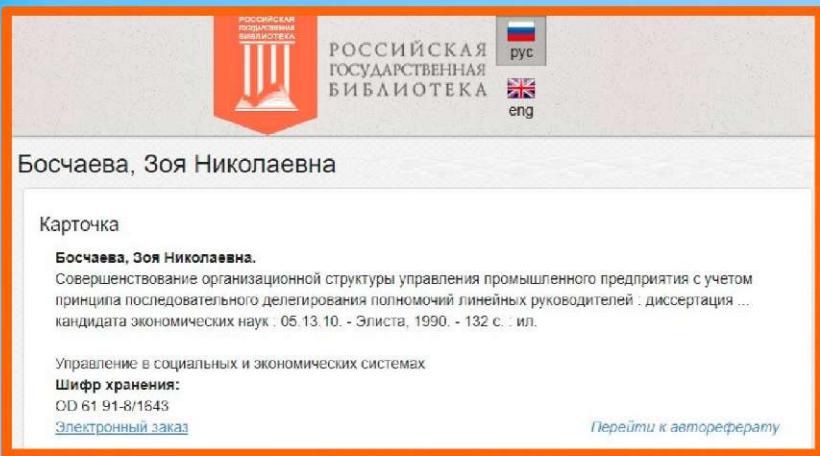 РОССИЙСКАЯ
ГОСУДАРСТВЕННАЯ
БИБЛИОТЕКА
РОССИЙСКАЯ
ГОСУДАРСТВЕННАЯ
БИБЛИОТЕКА
рус
eng
Босчаева, Зоя Николаевна
Карточка
Босчаева, Зоя Николаевна.
Совершенствование организационной структуры управления промышленного предприятия с учетом
принципа последовательного делегирования полномочий линейных руководителей : диссертация ...
кандидата экономических наук : 05.13.10. - Элиста, 1990. - 132 с. : ил.
Управление в социальных и экономических системах
Шифр хранения:
OD 61 91-8/1643
Электронный заказ
Перейти к автореферату